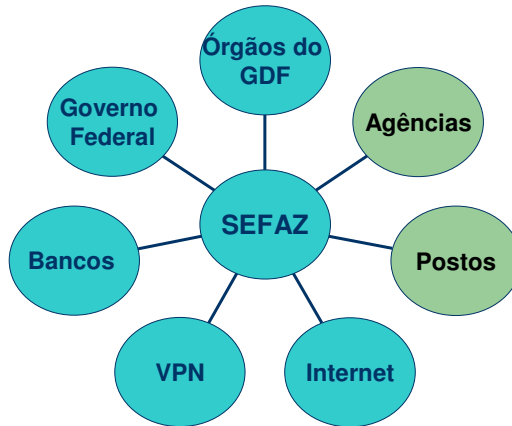 Órgãos do
GDF
Governo
Federal
Agências
SEFAZ
Bancos
Postos
VPN
Internet